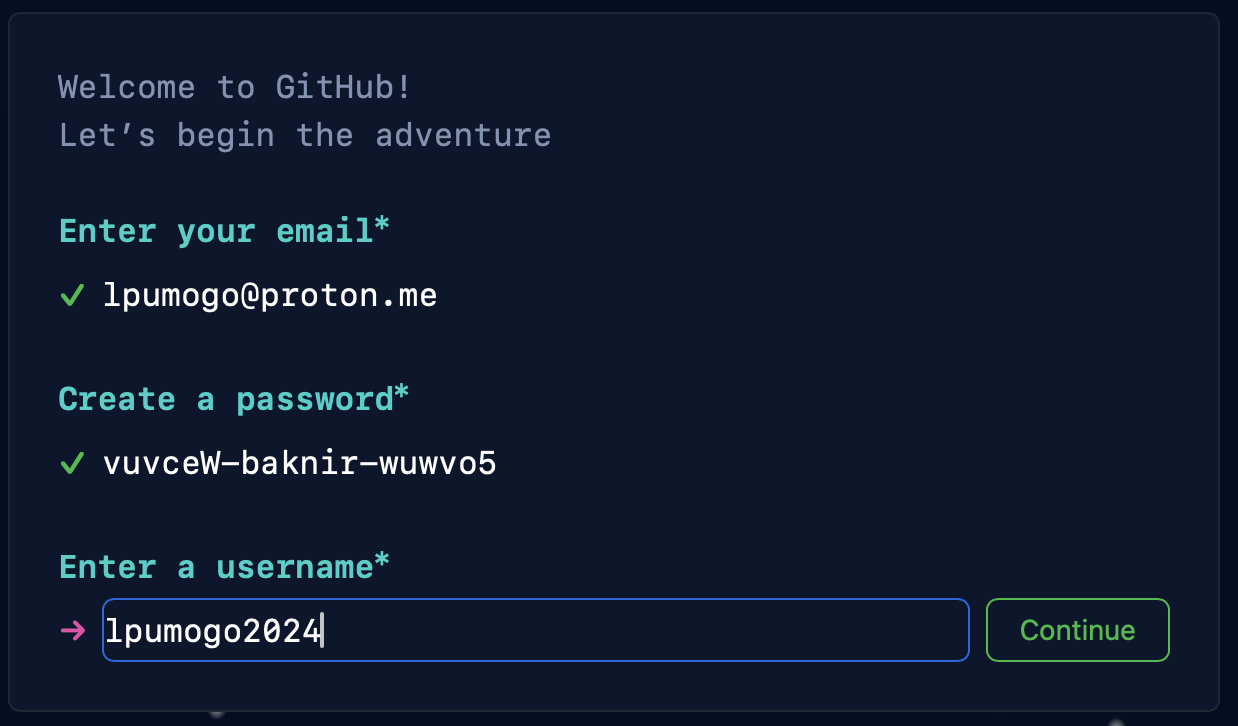 Welcome to GitHub!
Let’s begin the adventure
Enter your email*
✓ lpumogo@proton.me
Create a password*
✓ vuvceW-baknir-wuwvo5
Enter a username*
→ lpumogo2024
Continue